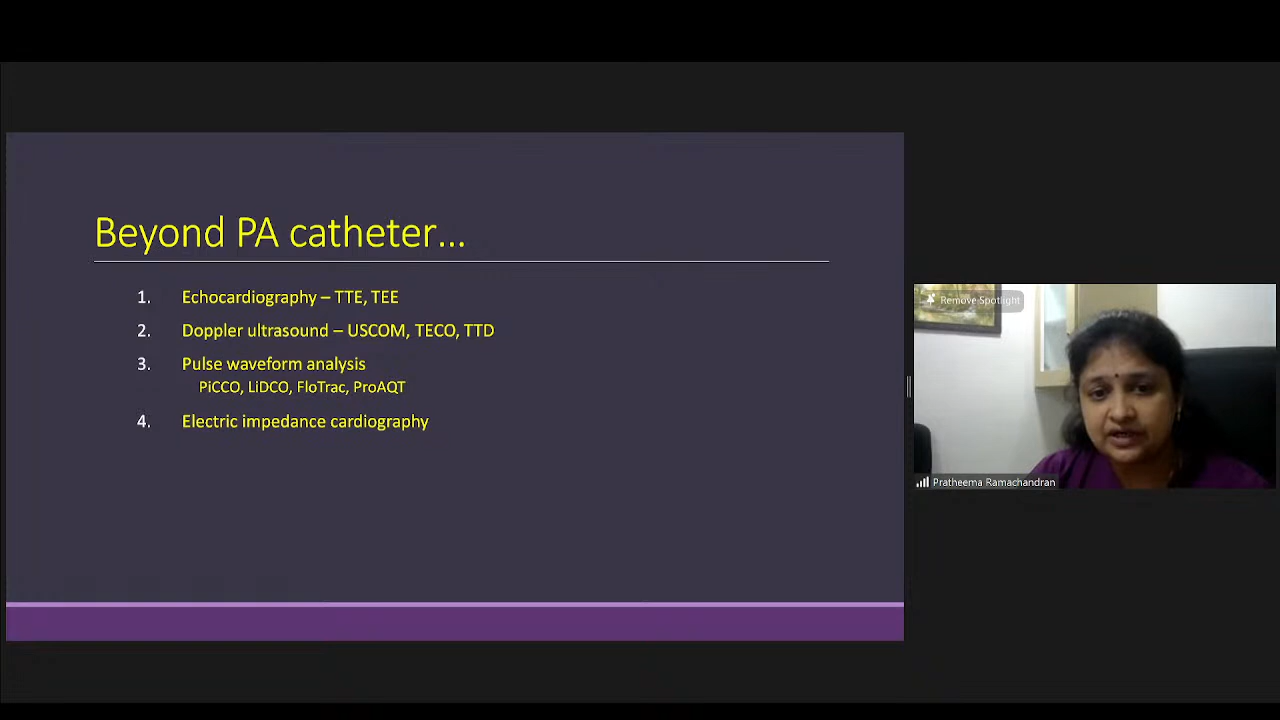 Beyond PA catheter...
1. Echocardiography – TTE, TEE
2. Doppler ultrasound – USCOM, TECO, TTD
3. Pulse waveform analysis
PiCCO, LiDCO, FloTrac, ProAQT
4. Electric impedance cardiography
Remove Spotlight
Pratheema Ramachandran